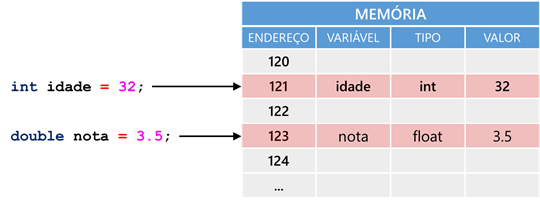 MEMÓRIA
ENDEREÇO VARIÁVEL TIPO VALOR
120
int idade = 32; 121 idade int 32
122
double nota = 3.5; 123 nota float 3.5
124
...